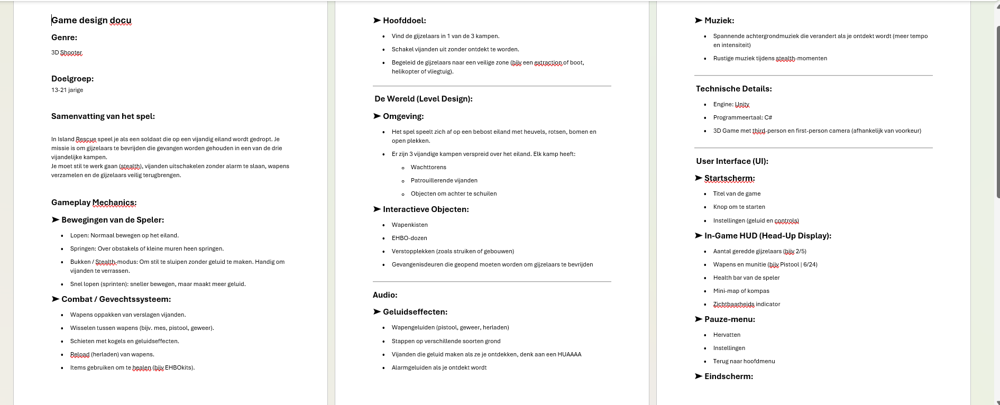 Game design docu
Genre:
3D Shooter
Doelgroep:
13-21 jarige
Samenvatting van het spel:
In Island Rescue speel je als een soldaat die op een vijandig eiland wordt gedropt. Je
missie is om gijzelaars te bevrijden die gevangen worden gehouden in een van de drie
vijandelijke kampen.
Je moet stil te werk gaan (stealth), vijanden uitschakelen zonder alarm te slaan, wapens
verzamelen en de gijzelaars veilig terugbrengen.
Gameplay Mechanics:
➤ Bewegingen van de Speler:
• Lopen: Normaal bewegen op het eiland.
• Springen: Over obstakels of kleine muren heen springen.
• Bukken / Stealth-modus: Om stil te sluipen zonder geluid te maken. Handig om
vijanden te verrassen.
• Snel lopen (sprinten): sneller bewegen, maar maakt meer geluid.
➤ Combat / Gevechtssysteem:
• Wapens oppakken van verslagen vijanden.
• Wisselen tussen wapens (bijv. mes, pistool, geweer).
• Schieten met kogels en geluidseffecten.
• Reload (herladen) van wapens.
• Items gebruiken om te healen (bijv EHBOkits).
➤ Hoofddoel:
• Vind de gijzelaars in 1 van de 3 kampen.
• Schakel vijanden uit zonder ontdekt te worden.
• Begeleid de gijzelaars naar een veilige zone (bijv een extraction of boot,
helikopter of vliegtuig).
De Wereld (Level Design):
➤ Omgeving:
• Het spel speelt zich af op een bebost eiland met heuvels, rotsen, bomen en
open plekken.
• Er zijn 3 vijandige kampen verspreid over het eiland. Elk kamp heeft:
o Wachttorens
o Patrouillerende vijanden
o Objecten om achter te schuilen
➤ Interactieve Objecten:
• Wapenkisten
• EHBO-dozen
• Verstopplekken (zoals struiken of gebouwen)
• Gevangenisdeuren die geopend moeten worden om gijzelaars te bevrijden
Audio:
➤ Geluidseffecten:
• Wapengeluiden (pistool, geweer, herladen)
• Stappen op verschillende soorten grond
• Vijanden die geluid maken als ze je ontdekken, denk aan een HUAAAA
• Alarmgeluiden als je ontdekt wordt
➤ Muziek:
• Spannende achtergrondmuziek die verandert als je ontdekt wordt (meer tempo
en intensiteit)
• Rustige muziek tijdens stealth-momenten
Technische Details:
• Engine: Unity
• Programmeertaal: C#
• 3D Game met third-person en first-person camera (afhankelijk van voorkeur)
User Interface (UI):
➤ Startscherm:
• Titel van de game
• Knop om te starten
• Instellingen (geluid en controls)
➤ In-Game HUD (Head-Up Display):
• Aantal geredde gijzelaars (bijv 2/5)
• Wapens en munitie (bijv Pistool | 6/24)
• Health bar van de speler
• Mini-map of kompas
• Zichtbaarheids indicator
➤ Pauze-menu:
• Hervatten
• Instellingen
• Terug naar hoofdmenu
➤ Eindscherm: